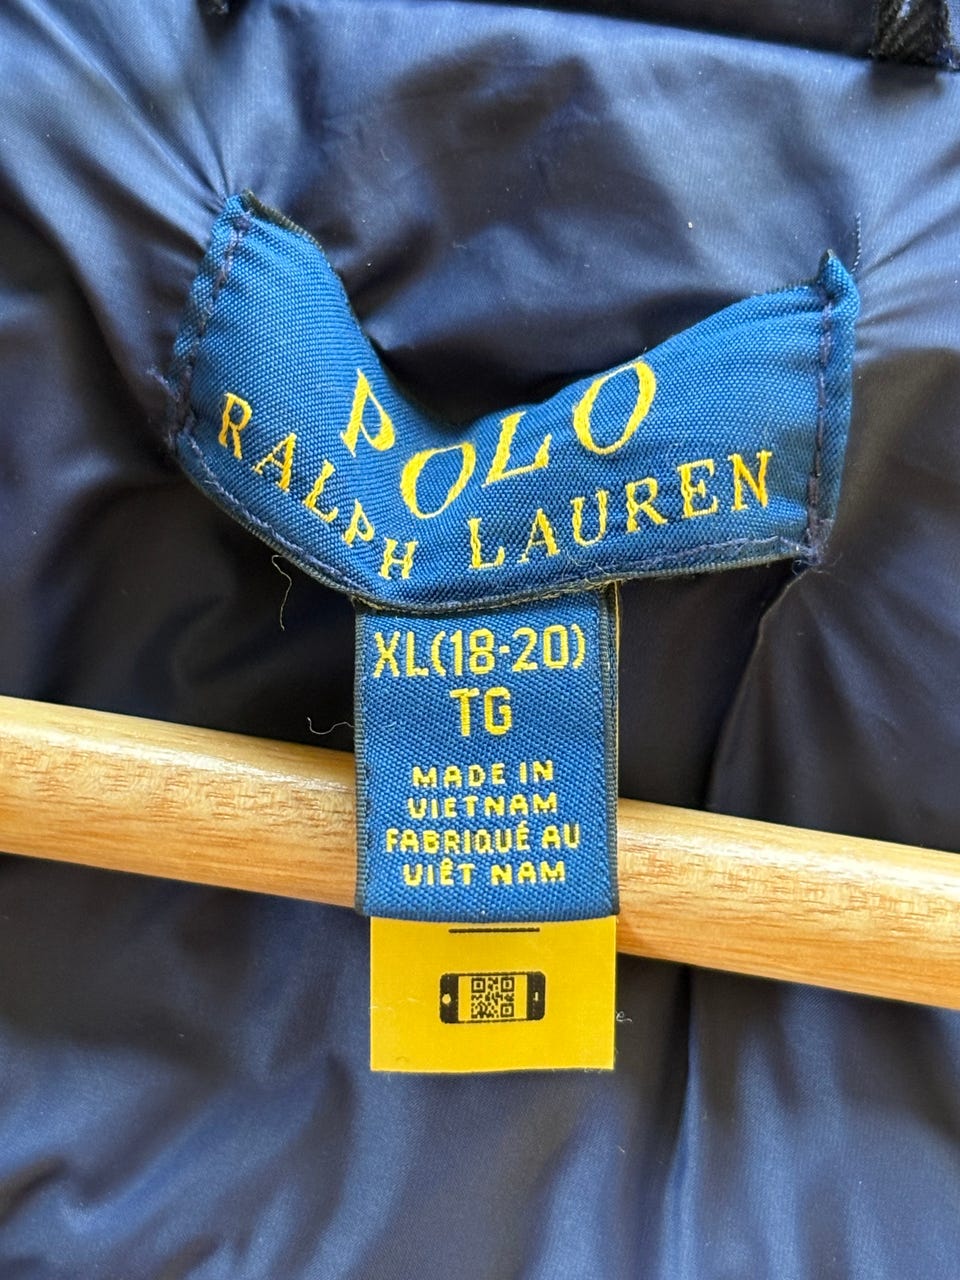 POLO
RALPH LAUREN
XL(18-20)
TG
MADE IN
VIETNAM
FABRIQUÉ AU
VIÊT NAM